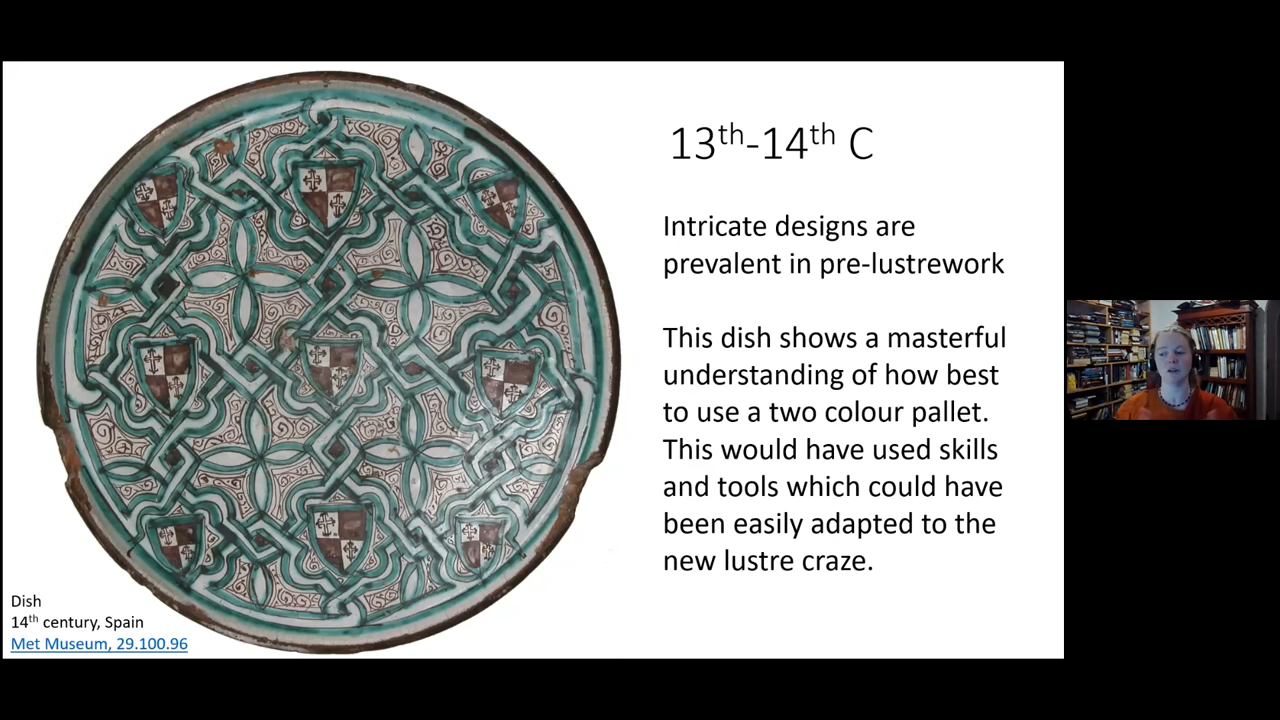 13th-14th C
Intricate designs are
prevalent in pre-lustrework
This dish shows a masterful
understanding of how best
to use a two colour pallet.
This would have used skills
and tools which could have
been easily adapted to the
new lustre craze.
Dish
14th century, Spain
Met Museum, 29.100.96